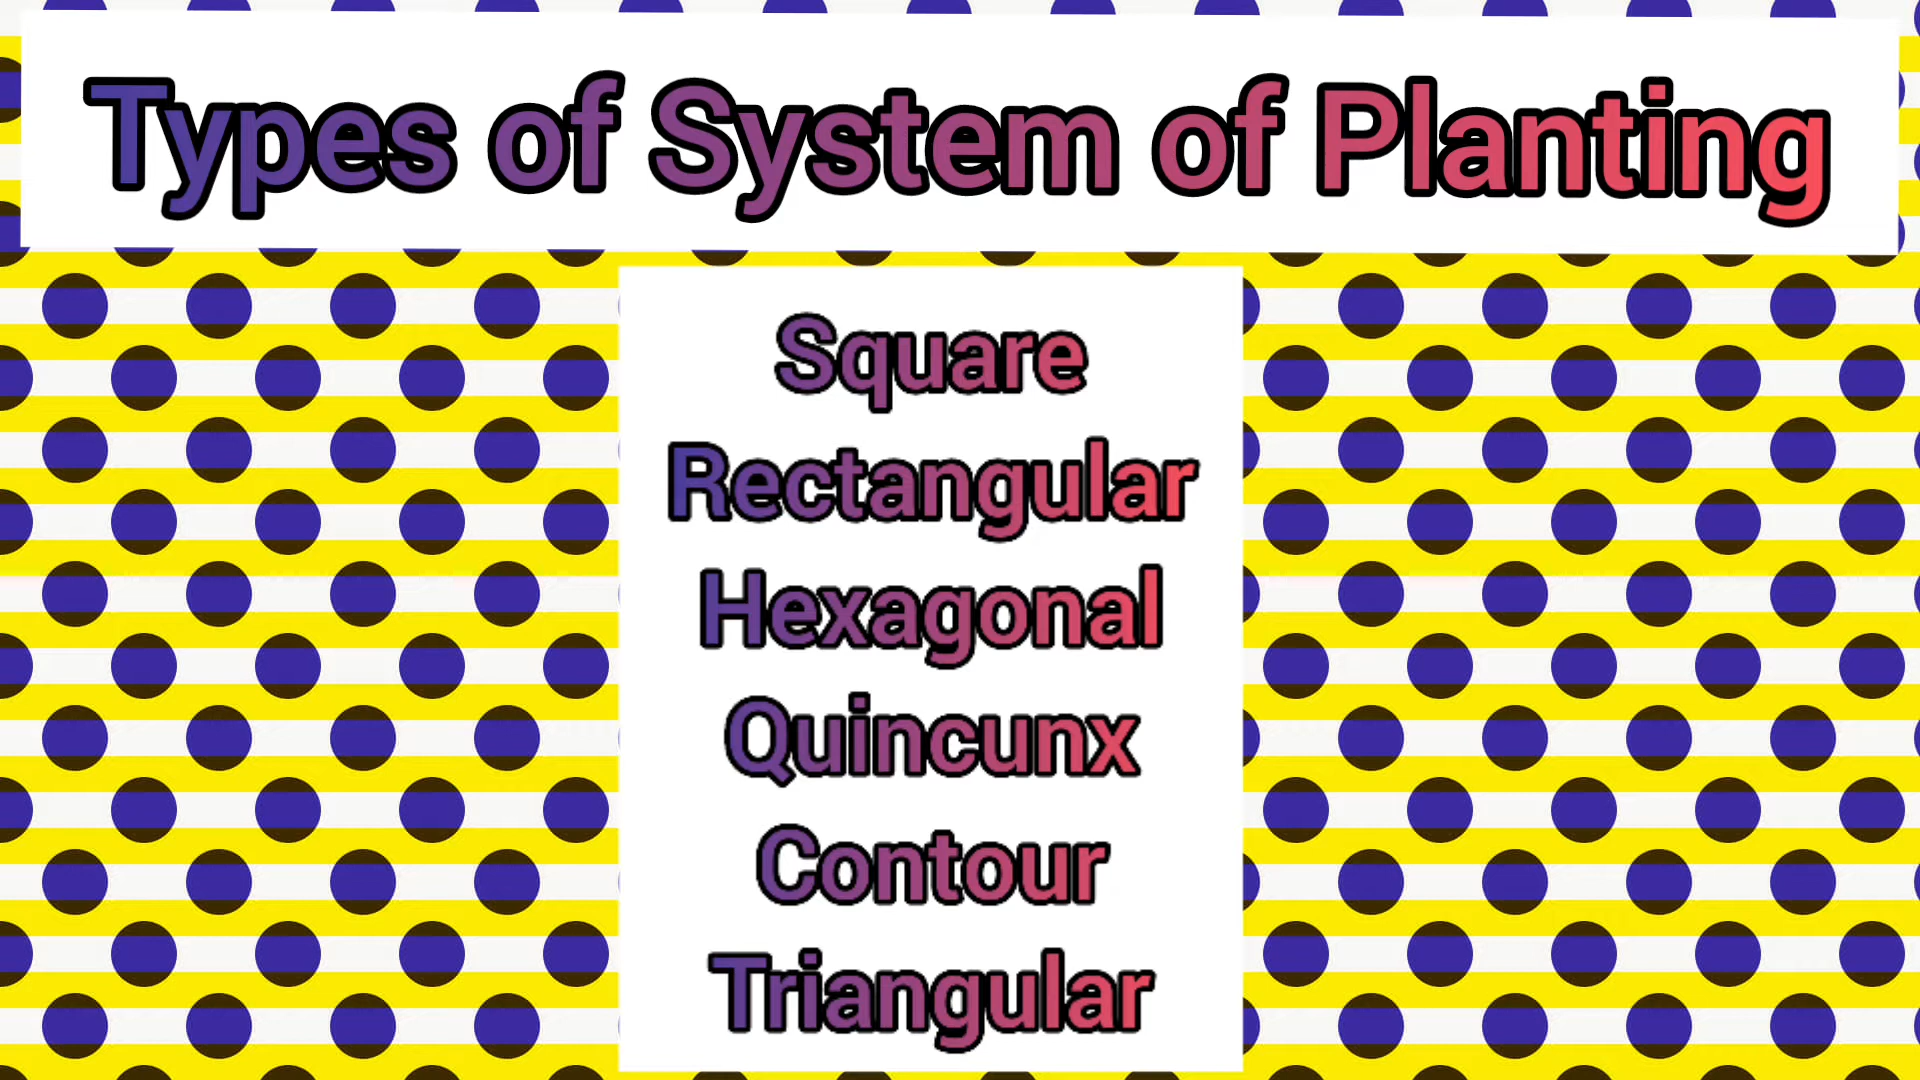 Types of System of Planting
Square
Rectangular
Hexagonal
Quincunx
Contour
Triangular